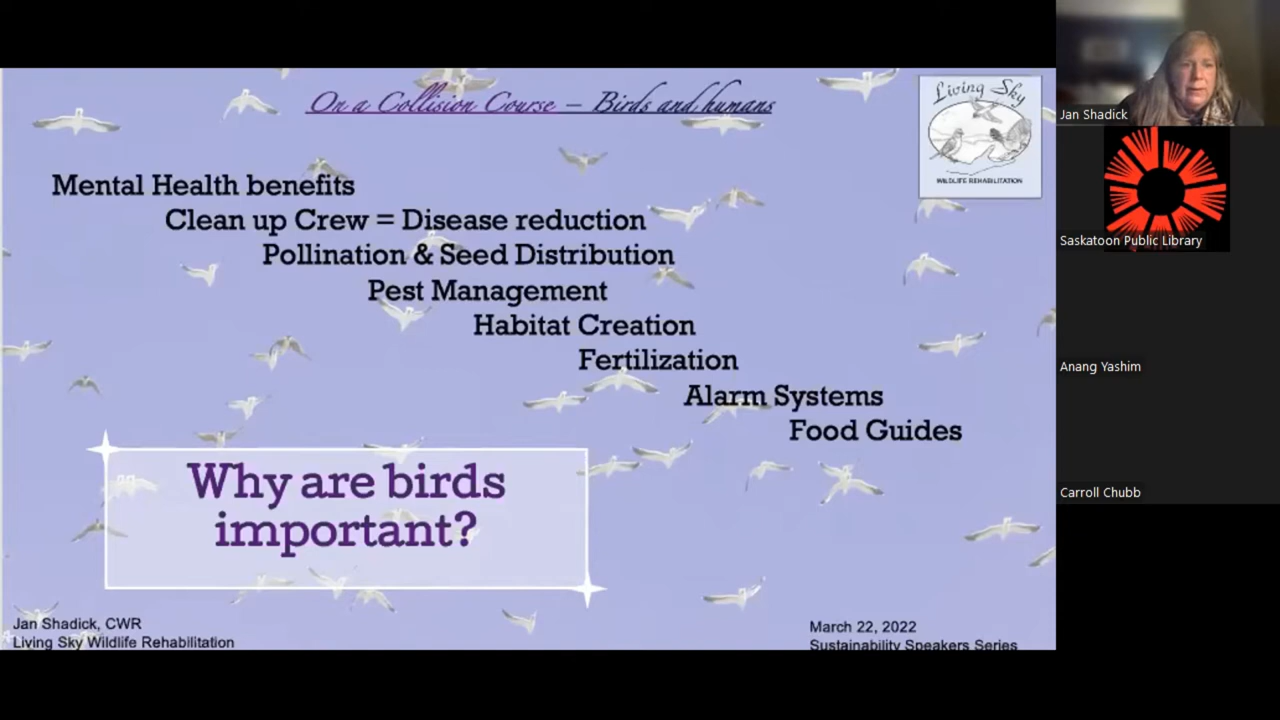 On a Collision Course – Birds and humans
Living Sky
WILDLIFE REHABILITATION
Mental Health benefits
Clean up Crew = Disease reduction
Pollination & Seed Distribution
Pest Management
Habitat Creation
Fertilization
Alarm Systems
Food Guides
Why are birds
important?
Jan Shadick, CWR
Living Sky Wildlife Rehabilitation
March 22, 2022
Sustainability Speakers Series
Jan Shadick
Saskatoon Public Library
Anang Yashim
Carroll Chubb